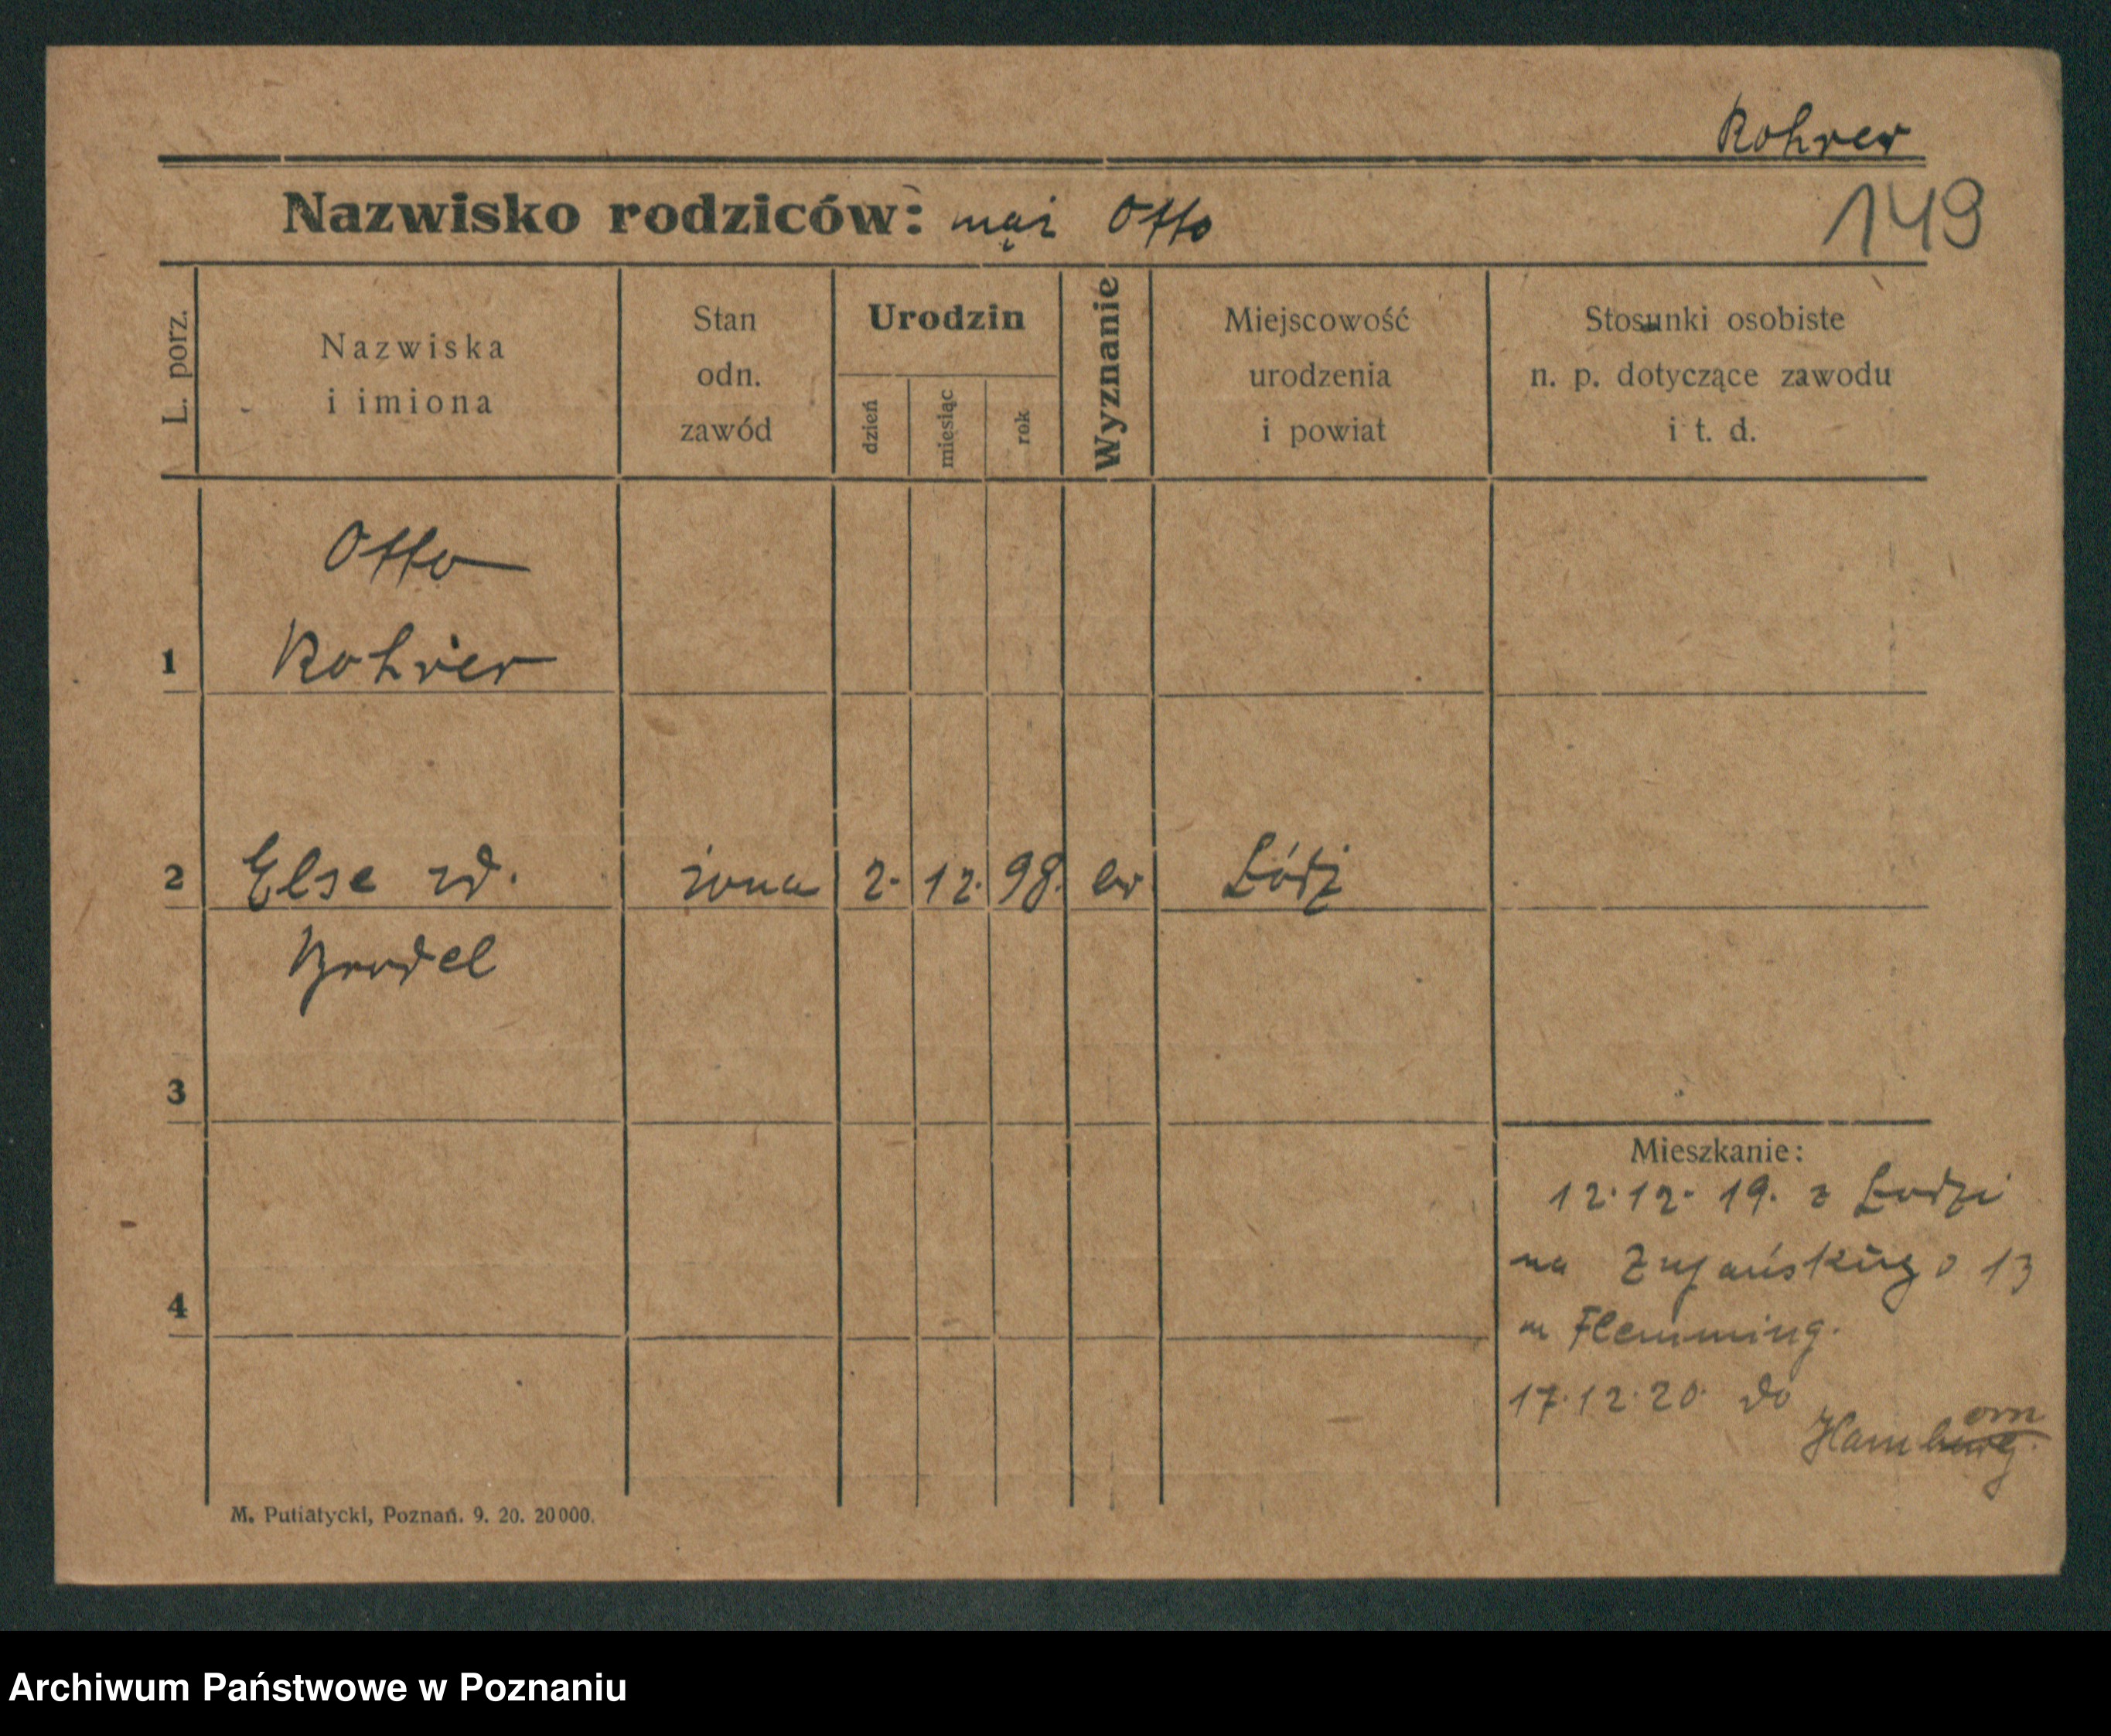 Rohrer
Nazwisko rodziców: mąż Otto
149
L. porz.
Nazwiska
i imiona
Stan
odn.
zawód
Urodzin
dzień
miesiąc
rok
Wyznanie
Miejscowość
urodzenia
i powiat
Stosunki osobiste
n. p. dotyczące zawodu
i t. d.
Otto
1 Rohrer
2 Else zd. żona 2. 12. 98. ew Łódź
3
4
Mieszkanie:
12.12. 19. z Łodzi
na 13
Flemming.
17.12.20. do
orn
Hamburg.
M. Putiatycki, Poznań. 9. 20. 20000.
Archiwum Państwowe w Poznaniu